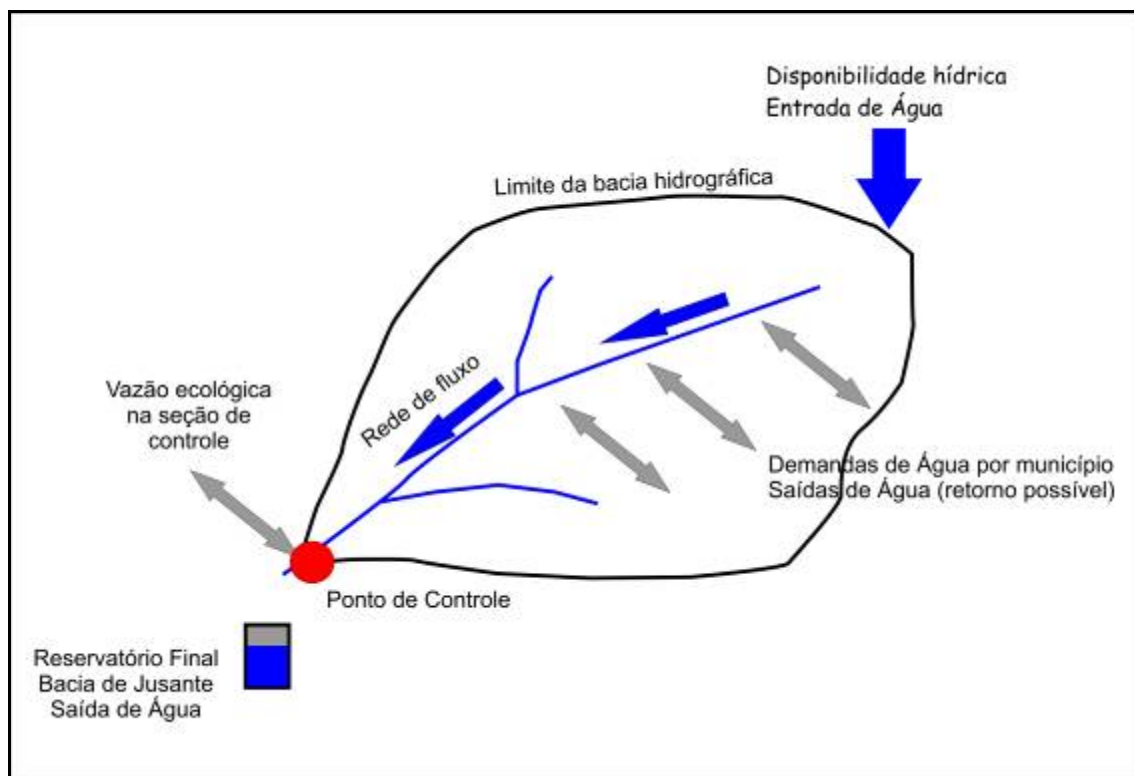 Disponibilidade hídrica
Entrada de Água
Limite da bacia hidrográfica
Rede de fluxo
Vazão ecológica
na seção de
controle
Demandas de Água por município
Saídas de Água (retorno possível)
Ponto de Controle
Reservatório Final
Bacia de Jusante
Saída de Água